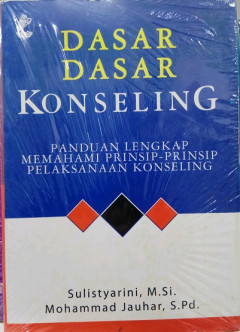 DASAR
DASAR
KONSELING
PANDUAN LENGKAP
MEMAHAMI PRINSIP-PRINSIP
PELAKSANAAN KONSELING
Sulistyarini, M.Si.
Mohammad Jauhar, S.Pd.